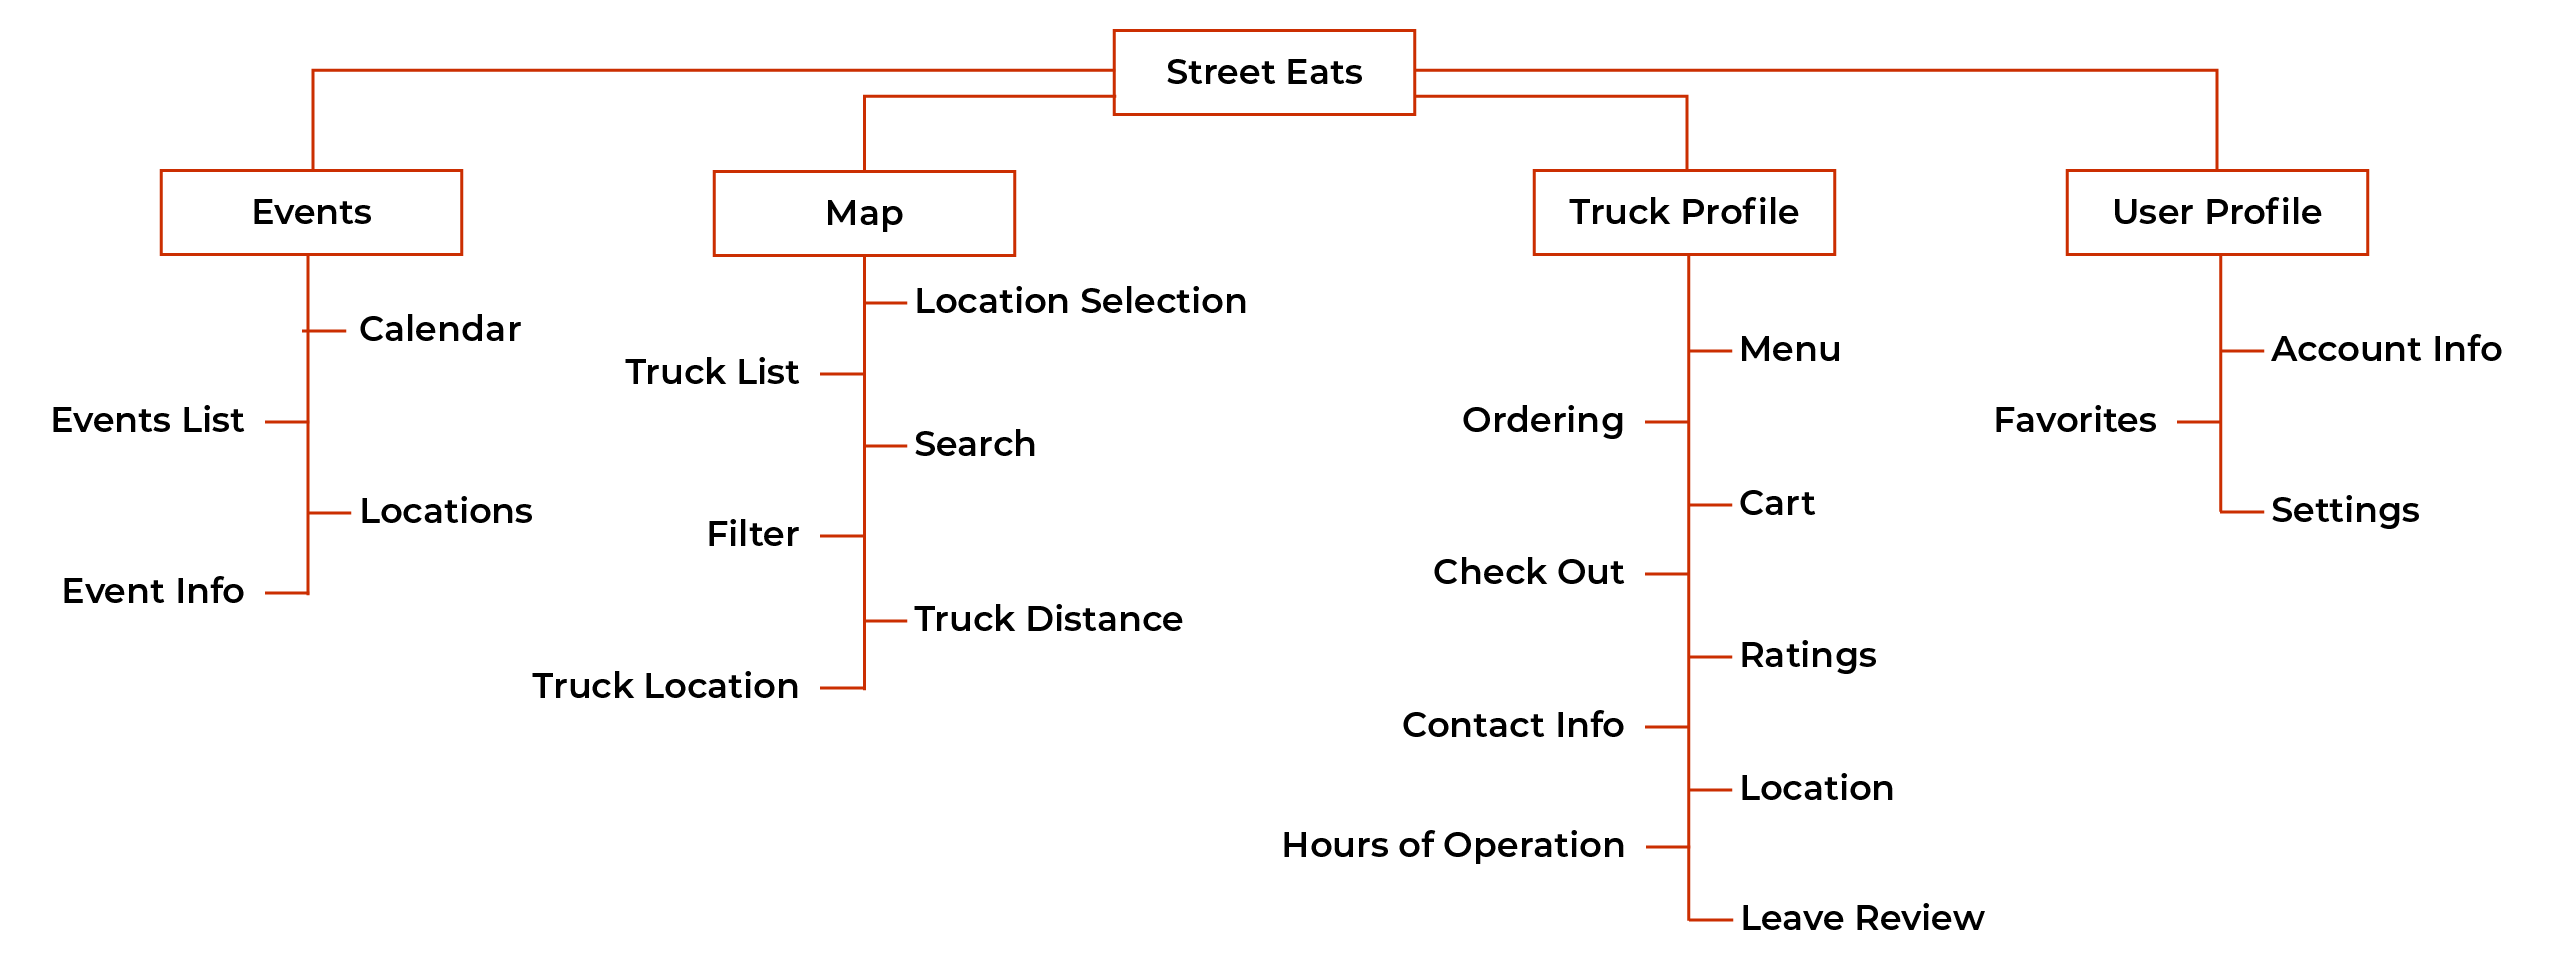 Street Eats
Events
Calendar
Events List
Locations
Event Info
Map
Location Selection
Truck List
Search
Filter
Truck Distance
Truck Location
Truck Profile
Menu
Ordering
Cart
Check Out
Ratings
Contact Info
Location
Hours of Operation
Leave Review
User Profile
Account Info
Favorites
Settings